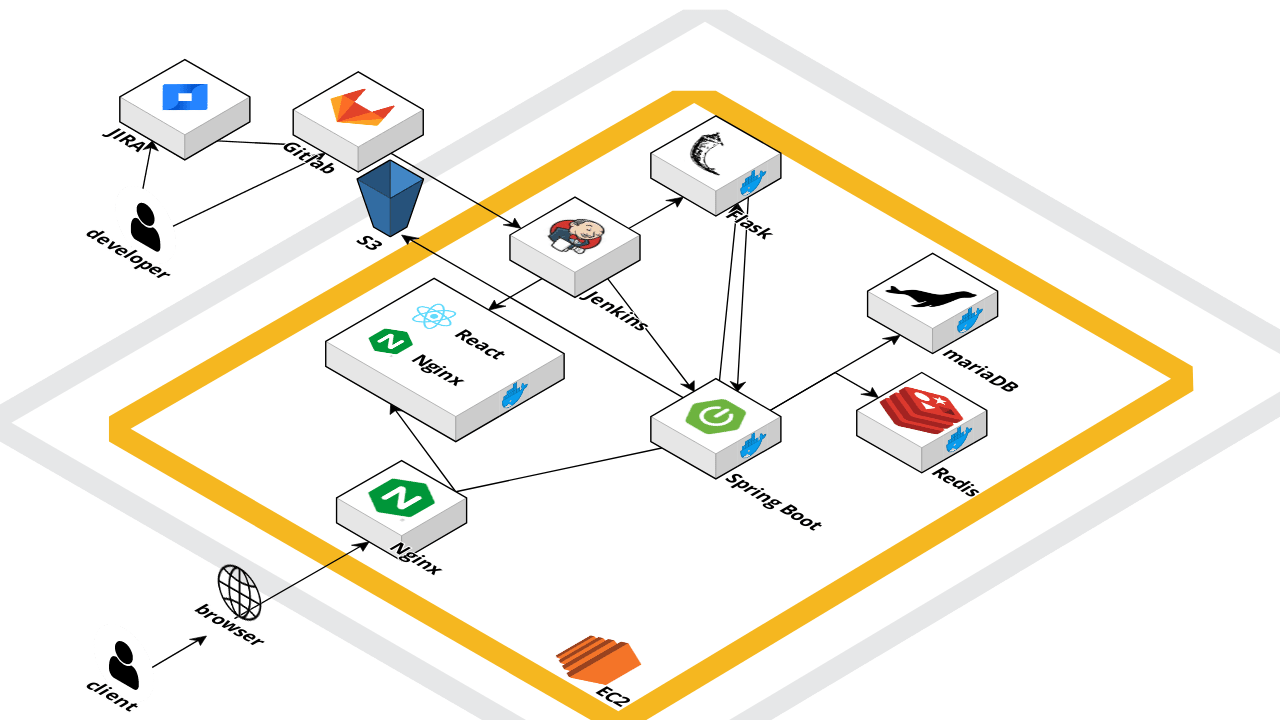 JIRA
Gitlab
developer
S3
Flask
Jenkins
React
Nginx
mariaDB
Redis
Spring Boot
Nginx
browser
client
EC2